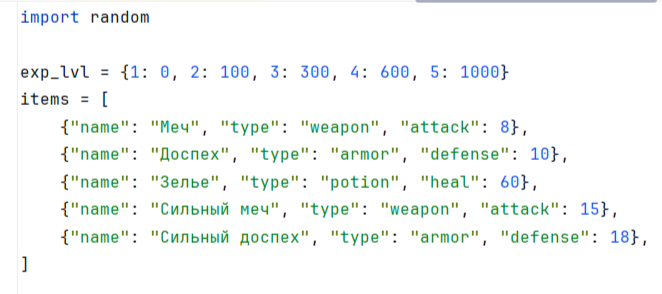 import random
exp_lvl = {1: 0, 2: 100, 3: 300, 4: 600, 5: 1000}
items = [
    {"name": "Меч", "type": "weapon", "attack": 8},
    {"name": "Доспех", "type": "armor", "defense": 10},
    {"name": "Зелье", "type": "potion", "heal": 60},
    {"name": "Сильный меч", "type": "weapon", "attack": 15},
    {"name": "Сильный доспех", "type": "armor", "defense": 18},
]